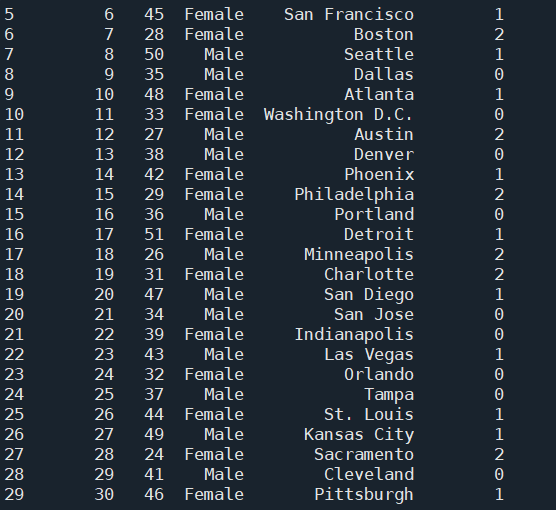 5 6 45 Female San Francisco 1
6 7 28 Female Boston 2
7 8 50 Male Seattle 1
8 9 35 Male Dallas 0
9 10 48 Female Atlanta 1
10 11 33 Female Washington D.C. 0
11 12 27 Male Austin 2
12 13 38 Male Denver 0
13 14 42 Female Phoenix 1
14 15 29 Female Philadelphia 2
15 16 36 Male Portland 0
16 17 51 Female Detroit 1
17 18 26 Male Minneapolis 2
18 19 31 Female Charlotte 2
19 20 47 Male San Diego 1
20 21 34 Male San Jose 0
21 22 39 Female Indianapolis 0
22 23 43 Male Las Vegas 1
23 24 32 Female Orlando 0
24 25 37 Male Tampa 0
25 26 44 Female St. Louis 1
26 27 49 Male Kansas City 1
27 28 24 Female Sacramento 2
28 29 41 Male Cleveland 0
29 30 46 Female Pittsburgh 1